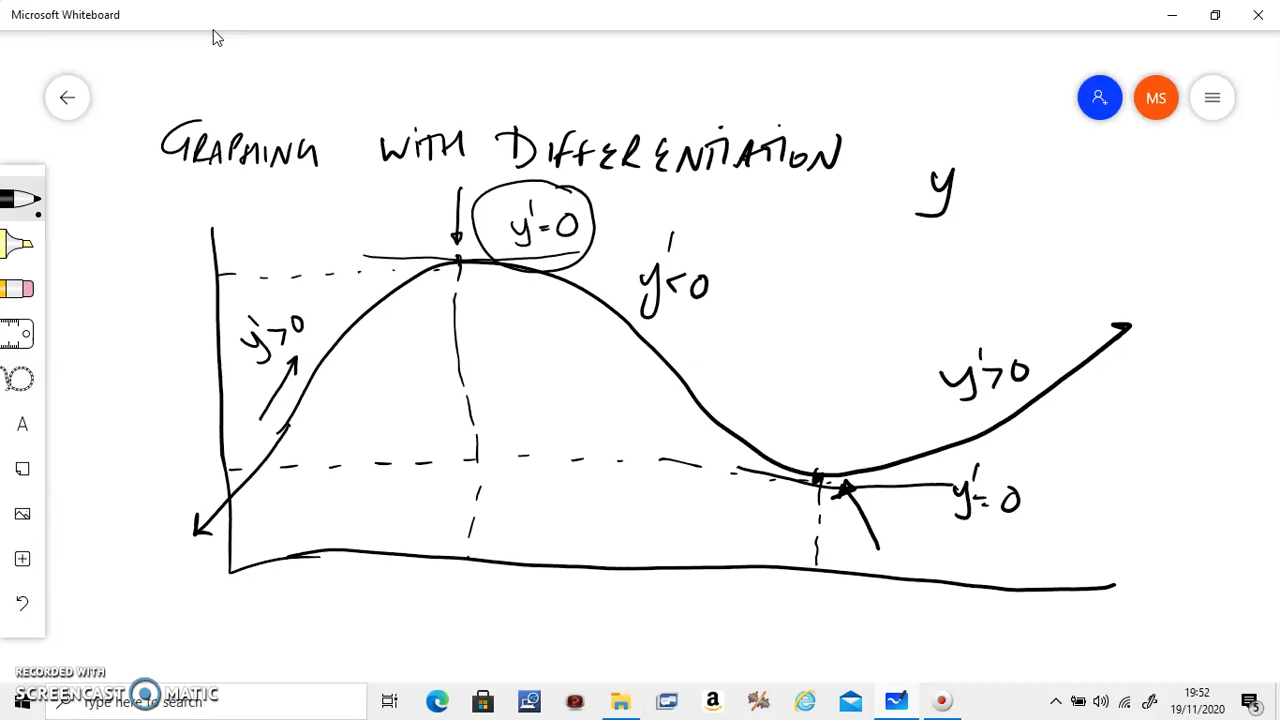 Microsoft Whiteboard
MS
GRAPHING WITH DIFFERENTIATION
y
y'=0
y'<0
y'>0
y'>0
y'=0
A
RECORDED WITH
SCREENCAST MATIC
Type here to search
a
e
19:52
19/11/2020
5